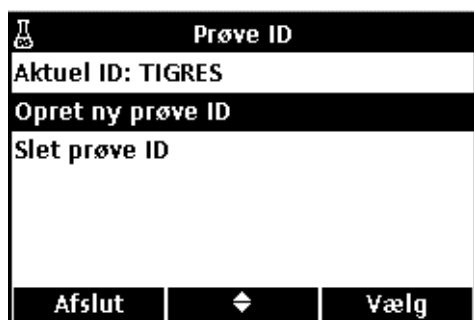 Prøve ID
Aktuel ID: TIGRES
Opret ny prøve ID
Slet prøve ID
Afslut Vælg